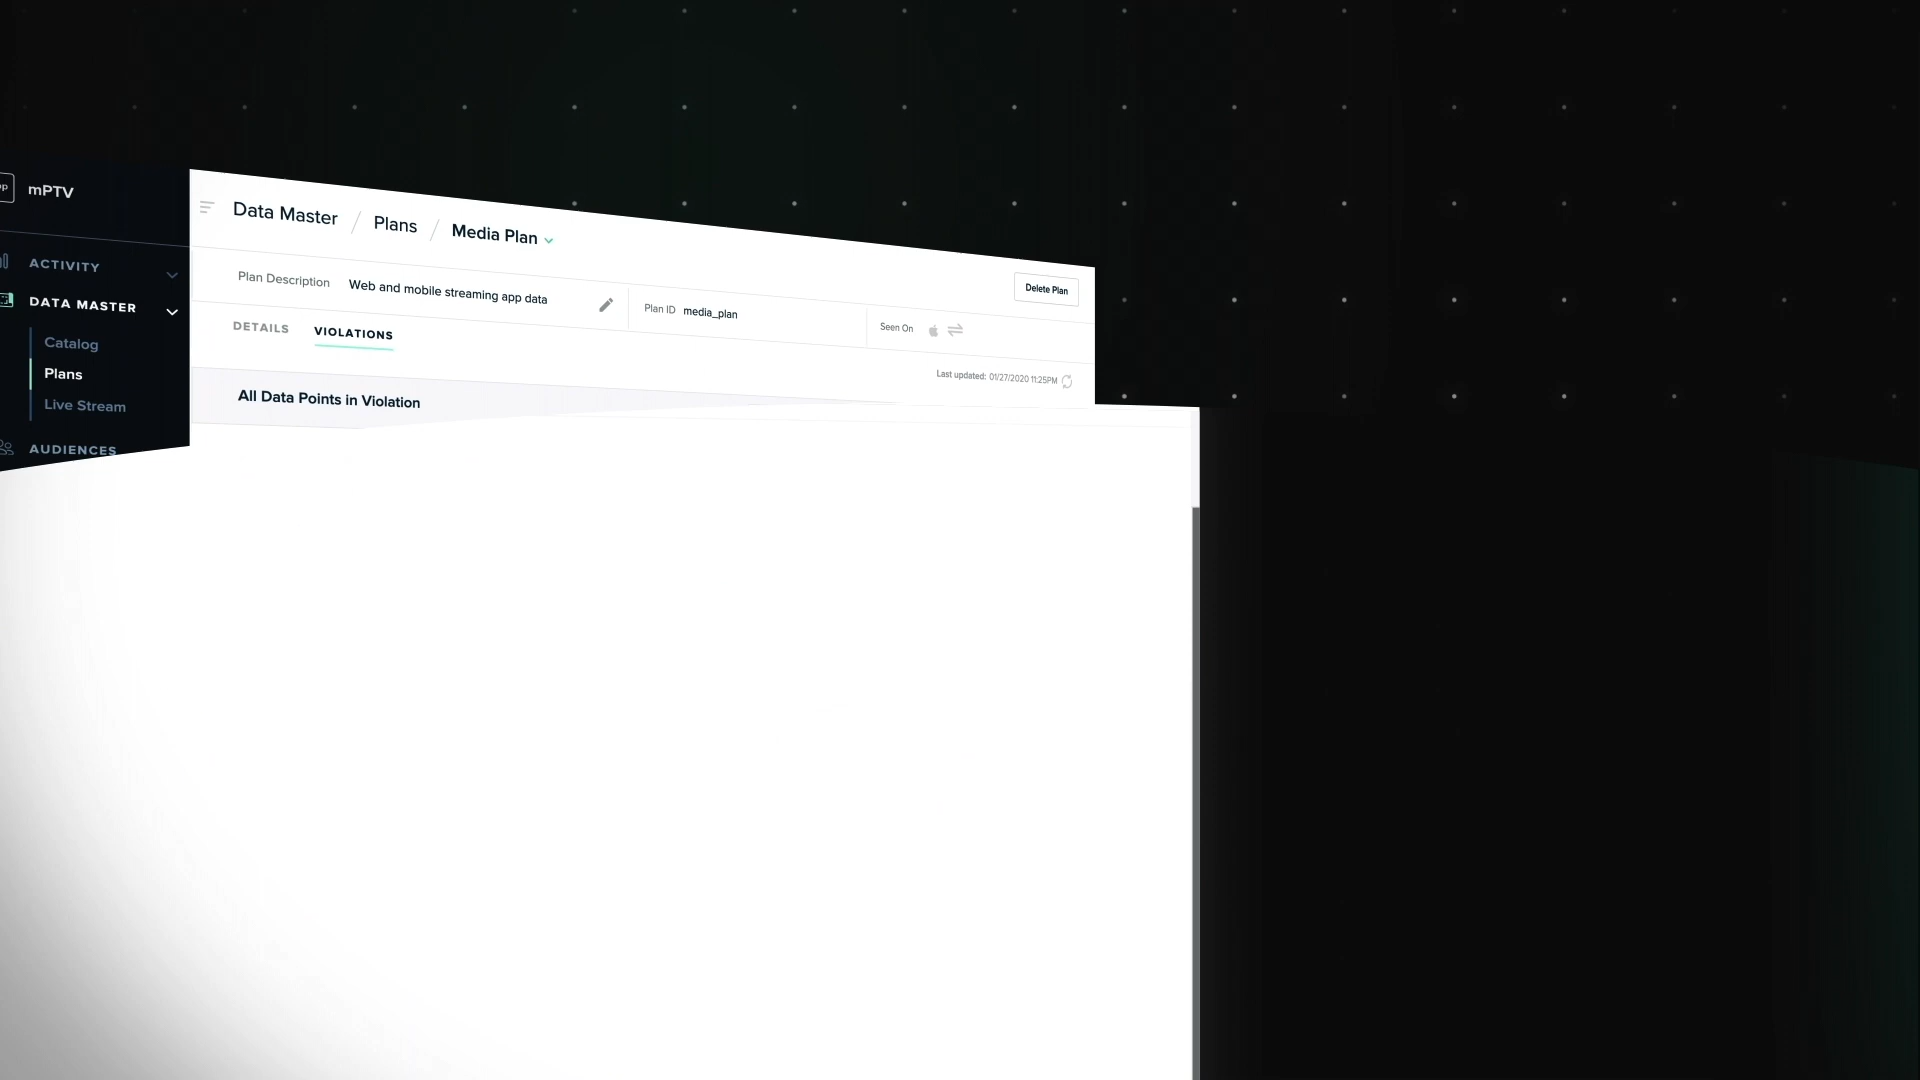 mPTV
ACTIVITY
DATA MASTER
Catalog
Plans
Live Stream
AUDIENCES
Data Master / Plans / Media Plan
Delete Plan
Plan Description Web and mobile streaming app data
Plan ID media_plan
Seen On
DETAILS VIOLATIONS
Last updated: 01/27/2020 11:25PM
All Data Points in Violation